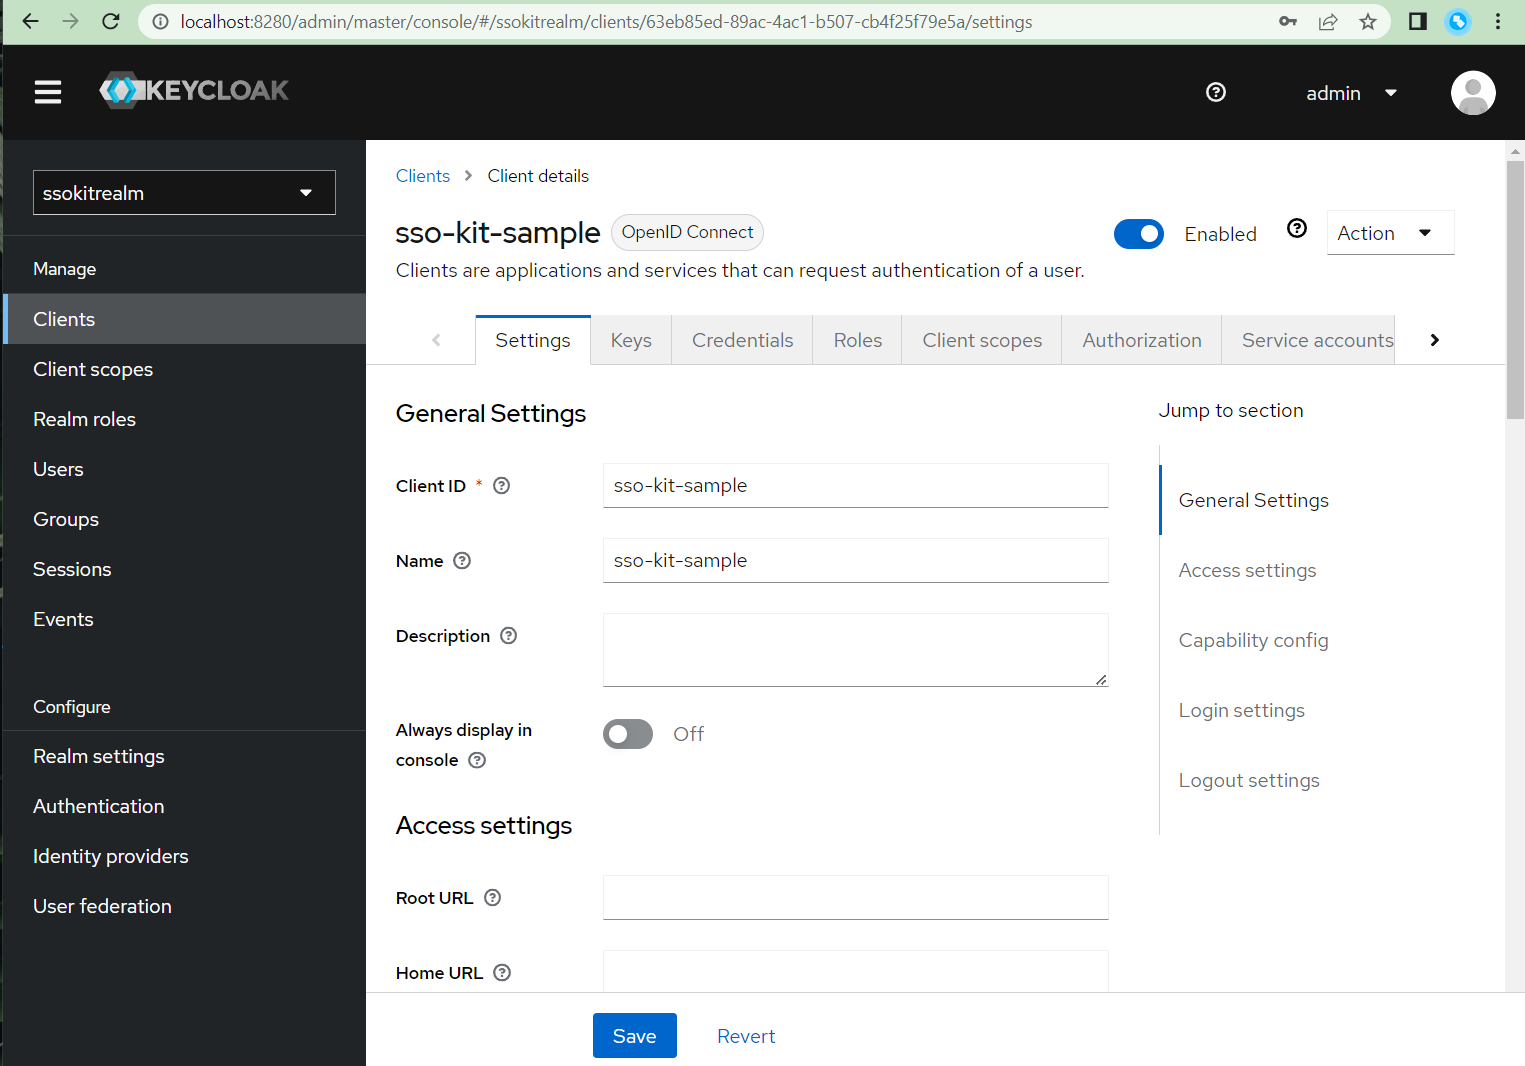 localhost:8280/admin/master/console/#/ssokitrealm/clients/63eb85ed-89ac-4ac1-b507-cb4f25f79e5a/settings
KEYCLOAK
admin
ssokitrealm
Manage
Clients
Client scopes
Realm roles
Users
Groups
Sessions
Events
Configure
Realm settings
Authentication
Identity providers
User federation
Clients > Client details
sso-kit-sample OpenID Connect
Enabled
Action
Clients are applications and services that can request authentication of a user.
Settings Keys Credentials Roles Client scopes Authorization Service accounts
General Settings
Client ID * sso-kit-sample
Name sso-kit-sample
Description
Always display in
console
Off
Access settings
Root URL
Home URL
Jump to section
General Settings
Access settings
Capability config
Login settings
Logout settings
Save Revert